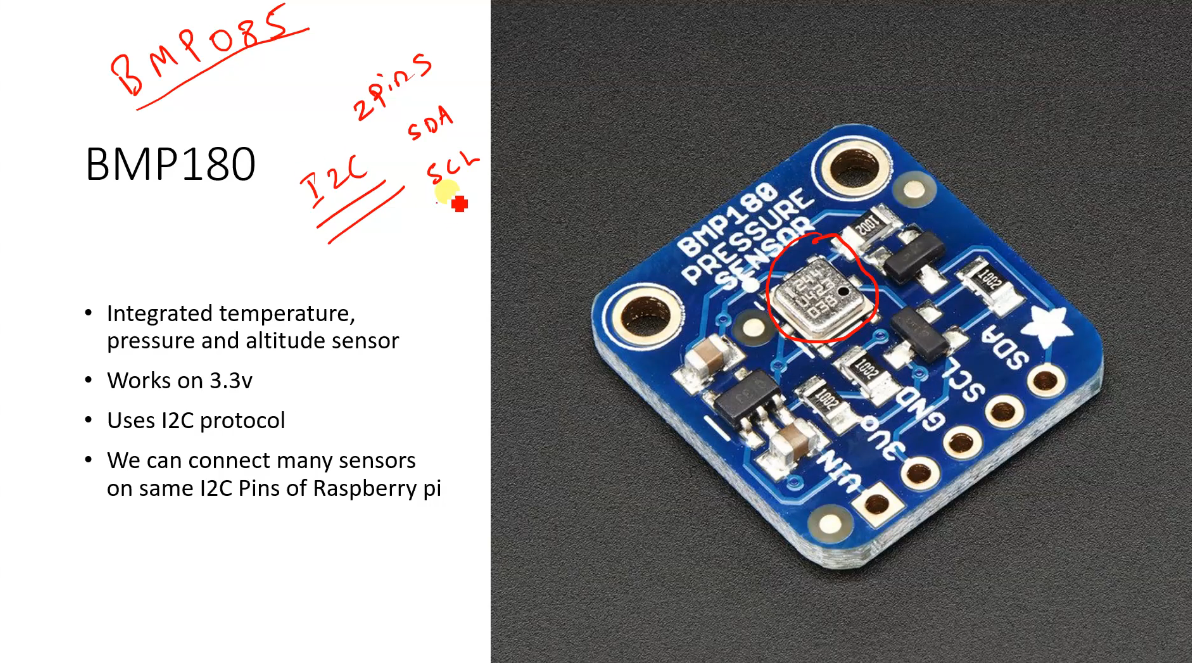 BMP085
2Pins
SDA
I2C
SCL
BMP180
• Integrated temperature,
pressure and altitude sensor
• Works on 3.3v
• Uses I2C protocol
• We can connect many sensors
on same I2C Pins of Raspberry pi
BMP180
PRESSURE
SENSOR
1002
1002
1002
1002
SDA
SCL
GND
3Vo
VIN